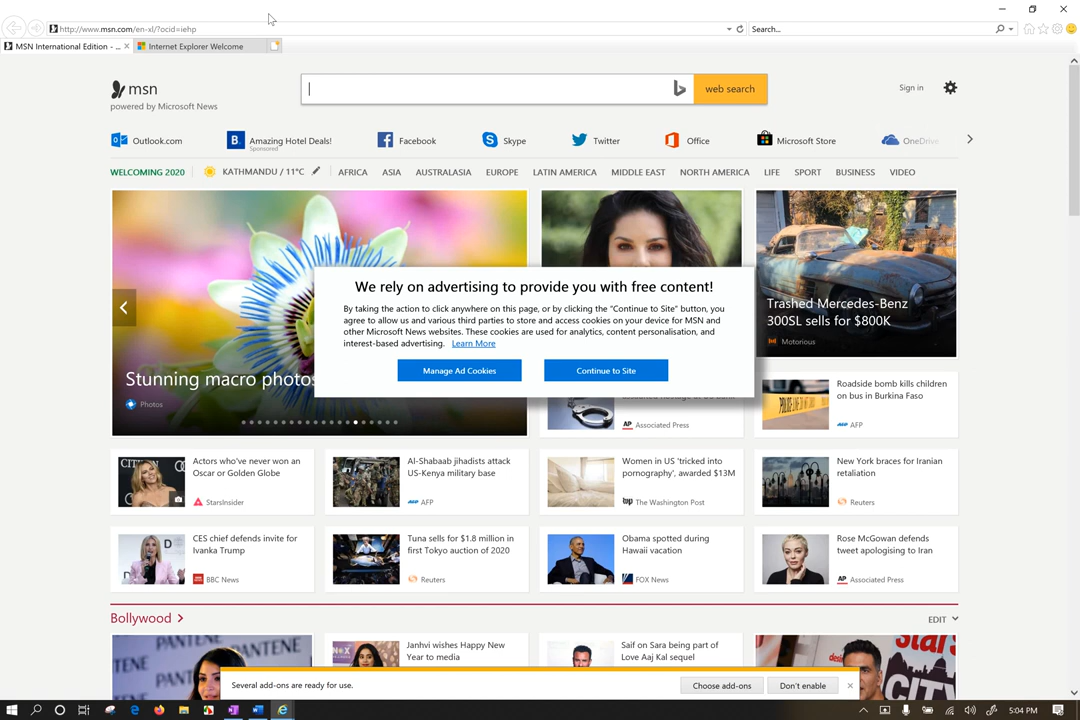 http://www.msn.com/en-xl/?ocid=iehp
Search...
MSN International Edition - ...
Internet Explorer Welcome
msn
powered by Microsoft News
web search
Sign in
Outlook.com
Amazing Hotel Deals!
Sponsored
Facebook
Skype
Twitter
Office
Microsoft Store
OneDrive
WELCOMING 2020
KATHMANDU / 11°C
AFRICA
ASIA
AUSTRALASIA
EUROPE
LATIN AMERICA
MIDDLE EAST
NORTH AMERICA
LIFE
SPORT
BUSINESS
VIDEO
Stunning macro photos
Photos
Trashed Mercedes-Benz
300SL sells for $800K
Motorious
We rely on advertising to provide you with free content!
By taking the action to click anywhere on this page, or by clicking the "Continue to Site" button, you
agree to allow us and various third parties to store and access cookies on your device for MSN and
other Microsoft News websites. These cookies are used for analytics, content personalisation, and
interest-based advertising. Learn More
Manage Ad Cookies
Continue to Site
AP Associated Press
Roadside bomb kills children
on bus in Burkina Faso
AFP AFP
Actors who've never won an
Oscar or Golden Globe
StarsInsider
Al-Shabaab jihadists attack
US-Kenya military base
AFP AFP
Women in US 'tricked into
pornography', awarded $13M
wp The Washington Post
New York braces for Iranian
retaliation
Reuters
CES chief defends invite for
Ivanka Trump
BBC News
Tuna sells for $1.8 million in
first Tokyo auction of 2020
Reuters
Obama spotted during
Hawaii vacation
FOX News
Rose McGowan defends
tweet apologising to Iran
AP Associated Press
Bollywood
EDIT
PANTENE
PANTENE
Janhvi wishes Happy New
Year to media
Saif on Sara being part of
Love Aaj Kal sequel
Star
CITY
Several add-ons are ready for use.
Choose add-ons
Don't enable
5:04 PM